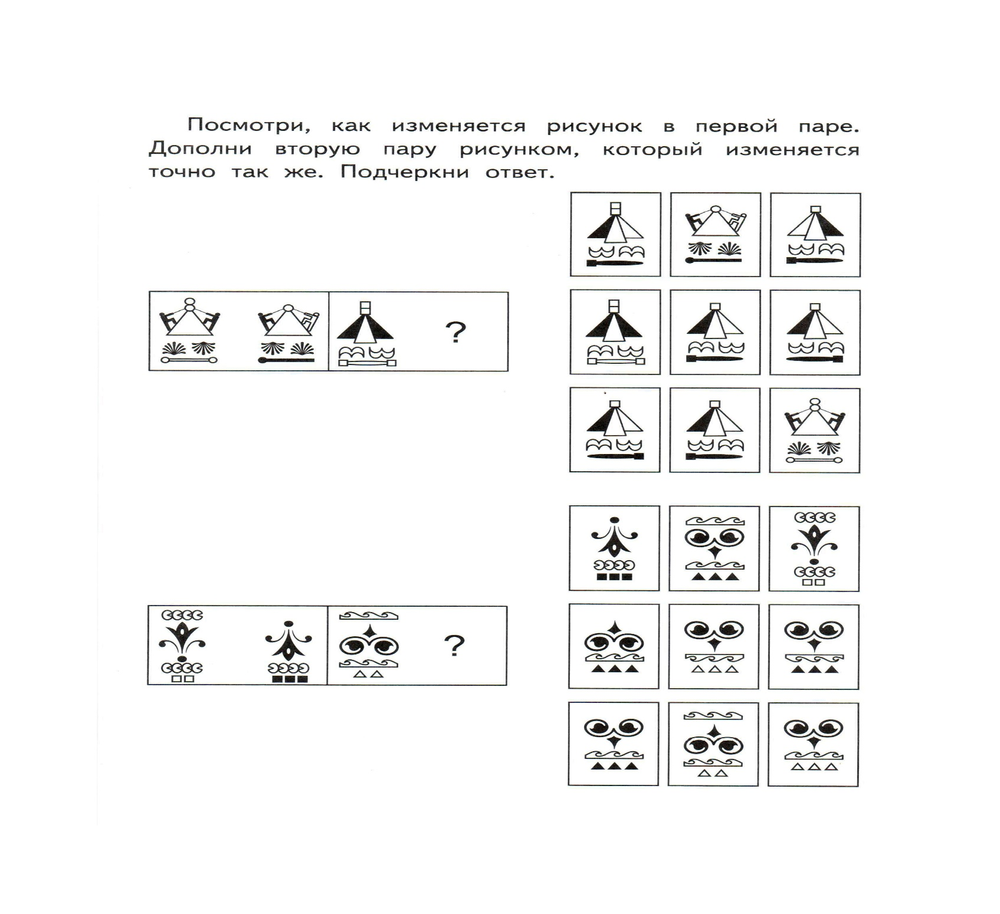 Посмотри, как изменяется рисунок в первой паре.
Дополни вторую пару рисунком, который изменяется
точно так же. Подчеркни ответ.
?
?